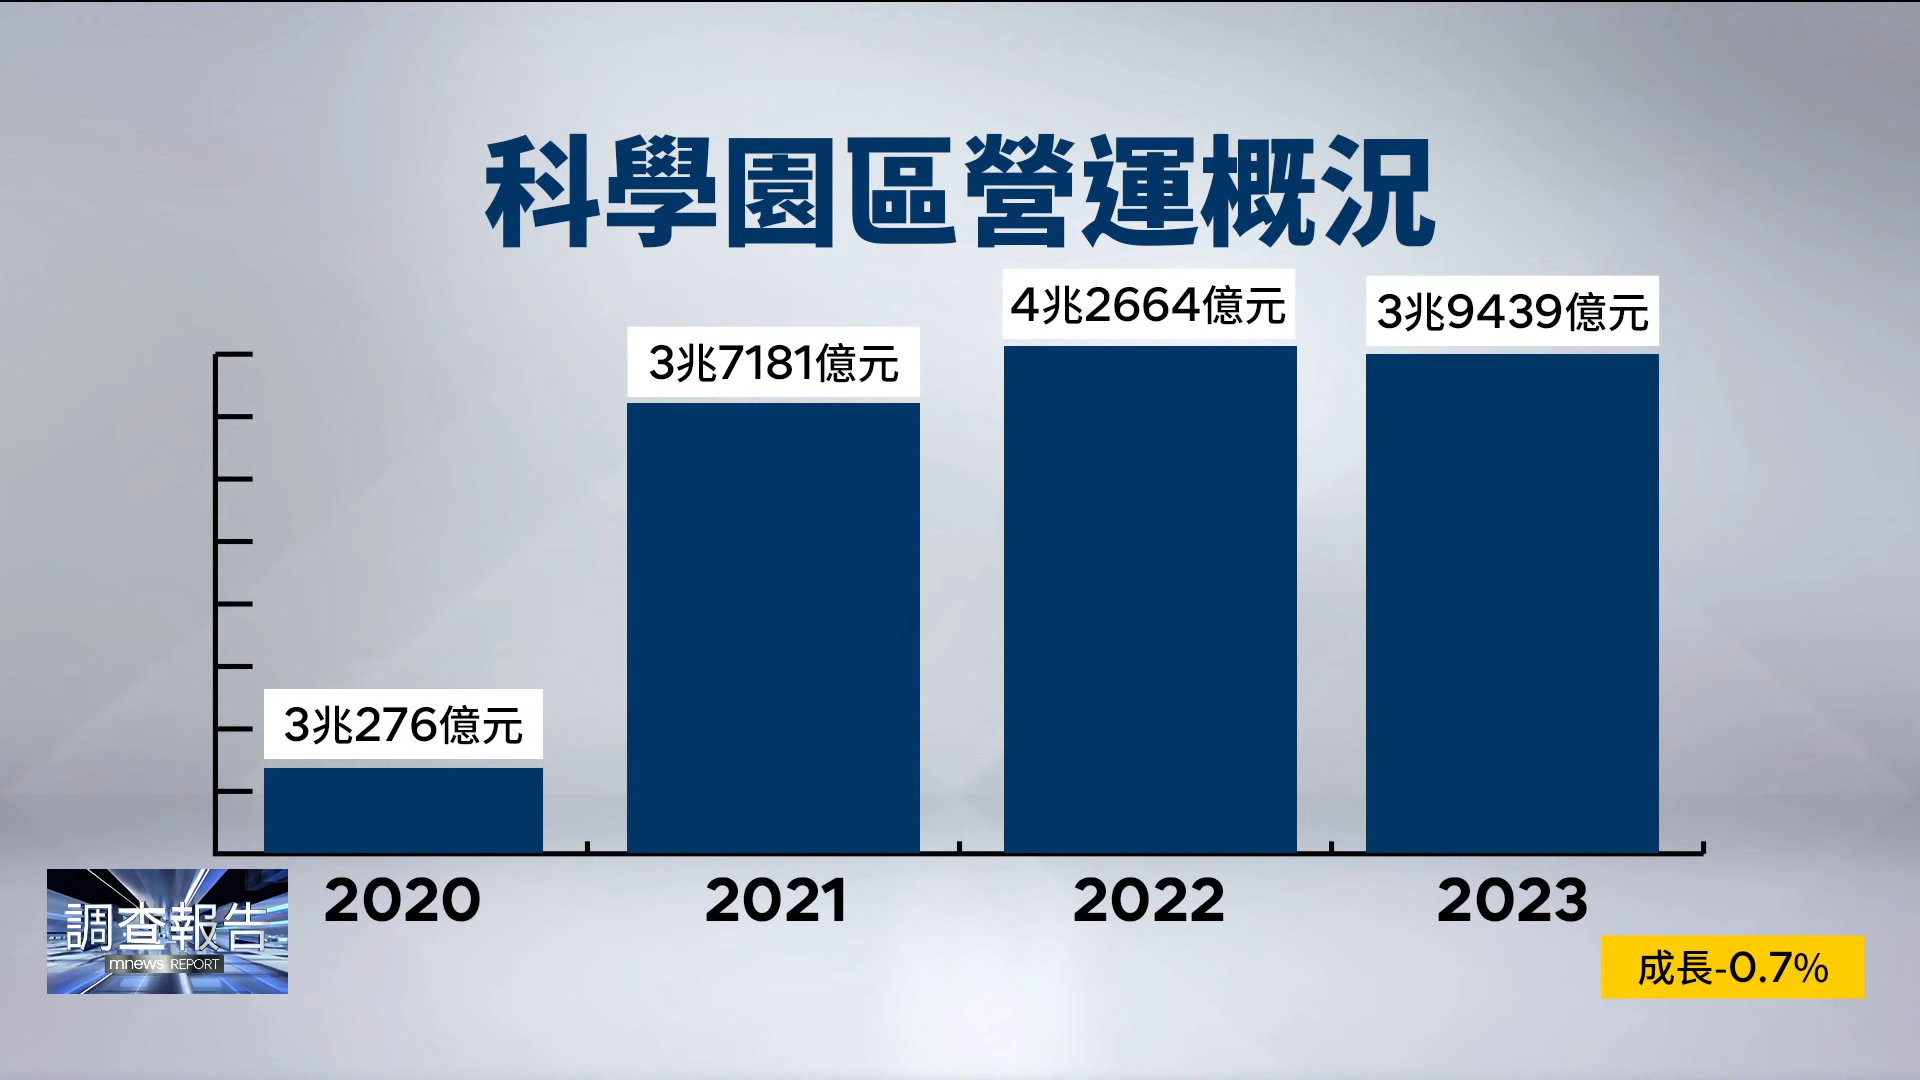 科學園區營運概況
3兆276億元
3兆7181億元
4兆2664億元
3兆9439億元
2020
2021
2022
2023
成長-0.7%
調查報告
mnews REPORT